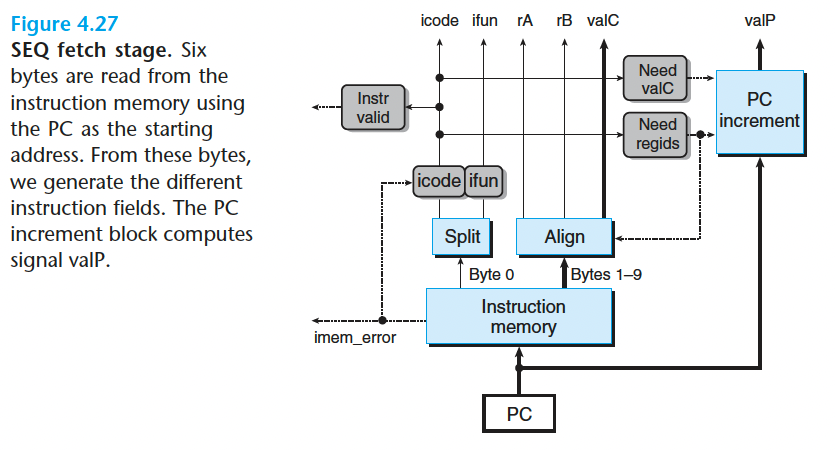 Figure 4.27
SEQ fetch stage. Six
bytes are read from the
instruction memory using
the PC as the starting
address. From these bytes,
we generate the different
instruction fields. The PC
increment block computes
signal valP.
icode ifun rA rB valC valP
Need
valC
Instr
valid
PC
increment
Need
regids
icode ifun
Split
Align
Byte 0
Bytes 1–9
Instruction
memory
imem_error
PC